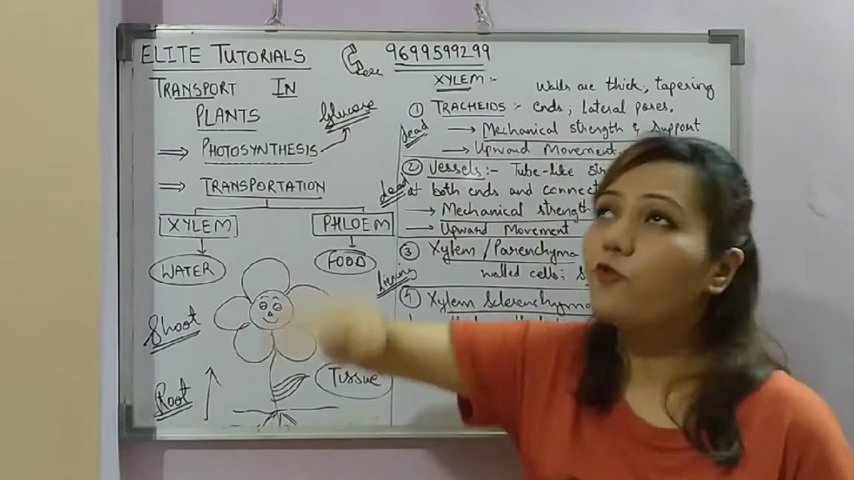 ELITE TUTORIALS
9699599299
TRANSPORT IN
PLANTS
Glucose
→ PHOTOSYNTHESIS
→ TRANSPORTATION
XYLEM
PHLOEM
WATER
FOOD
Shoot
Root
Tissue
XYLEM:-
Walls are thick, tapering
① TRACHEIDS:- ends, lateral pores,
dead
→ Mechanical strength & support
→ Upward Movement
② Vessels:- Tube-like
dead
at both ends and
→ Mechanical strength
→ Upward Movement
③ Xylem/Parenchyma
living
walled cells;
④ Xylem Sclerenchyma